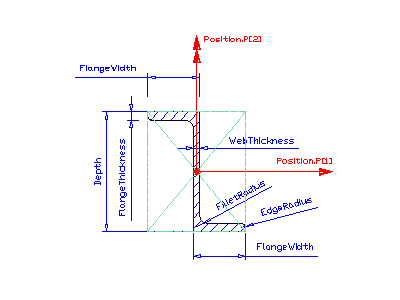 Position.P[2]
FlangeWidth
WebThickness
Position.P[1]
Depth
FlangeThickness
FilletRadius
EdgeRadius
FlangeWidth